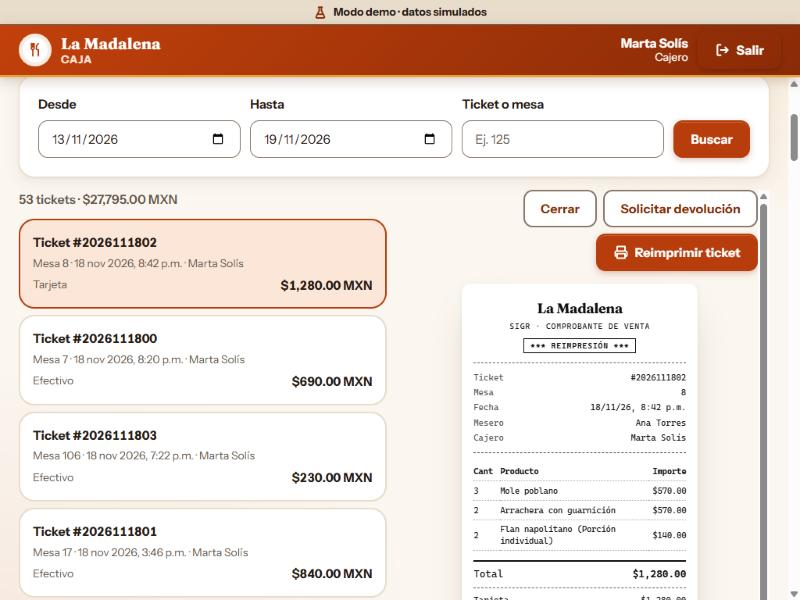 Modo demo · datos simulados
La Madalena
CAJA
Marta Solís
Cajero
Salir
Desde
Hasta
Ticket o mesa
13/11/2026
19/11/2026
Ej. 125
Buscar
53 tickets · $27,795.00 MXN
Ticket #2026111802
Mesa 8 · 18 nov 2026, 8:42 p.m. · Marta Solís
Tarjeta
$1,280.00 MXN
Ticket #2026111800
Mesa 7 · 18 nov 2026, 8:20 p.m. · Marta Solís
Efectivo
$690.00 MXN
Ticket #2026111803
Mesa 106 · 18 nov 2026, 7:22 p.m. · Marta Solís
Efectivo
$230.00 MXN
Ticket #2026111801
Mesa 17 · 18 nov 2026, 3:46 p.m. · Marta Solís
Efectivo
$840.00 MXN
Cerrar
Solicitar devolución
Reimprimir ticket
La Madalena
SIGR · COMPROBANTE DE VENTA
*** REIMPRESIÓN ***
Ticket #2026111802
Mesa 8
Fecha 18/11/26, 8:42 p.m.
Mesero Ana Torres
Cajero Marta Solís
Cant Producto Importe
3 Mole poblano $570.00
2 Arrachera con guarnición $570.00
2 Flan napolitano (Porción individual) $140.00
Total $1,280.00
Tarjeta $1,280.00